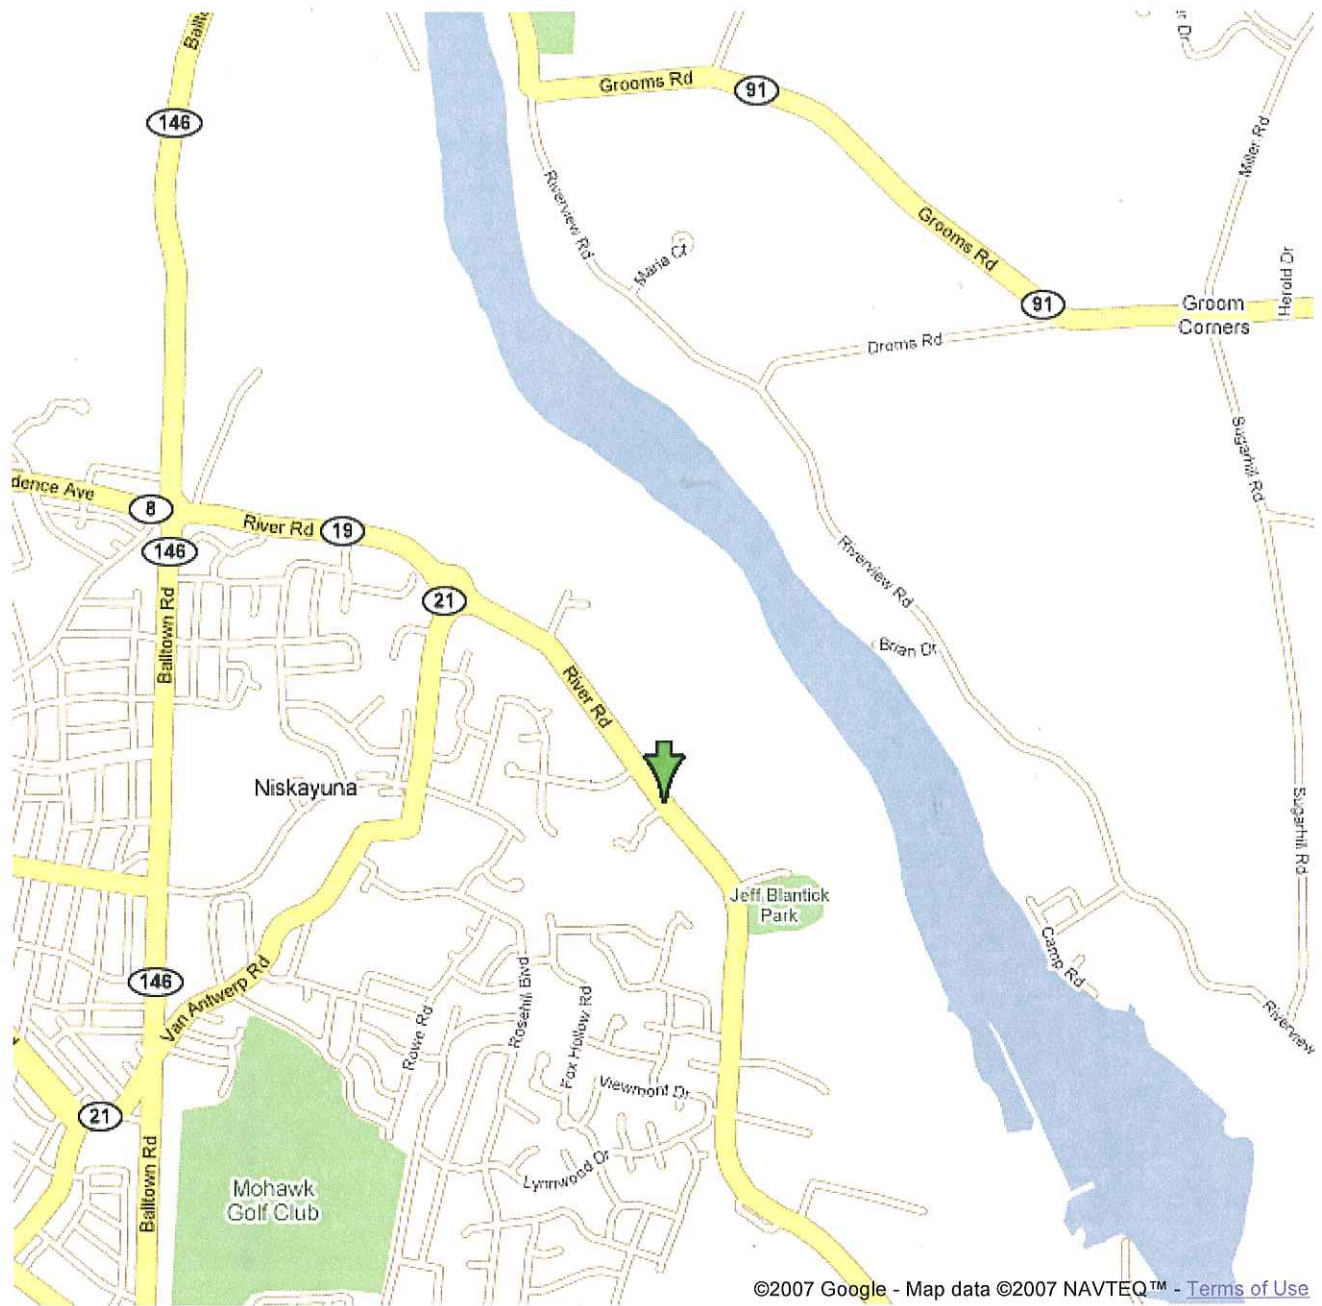 Grooms Rd
91
146
Miller Rd
Riverview Rd
Maria Ct
Grooms Rd
Herold Dr
91
Groom
Corners
Droms Rd
Sugarhill Rd
dence Ave
8
River Rd
19
146
21
Riverview Rd
Balltown Rd
Brian Dr
River Rd
Niskayuna
Sugarhill Rd
Jeff Blantick
Park
Camp Rd
146
Van Antwerp Rd
Rosehill Blvd
Fox Hollow Rd
Rowe Rd
Riverview
Viewmont Dr
21
Lynnwood Dr
Balltown Rd
Mohawk
Golf Club
©2007 Google - Map data ©2007 NAVTEQ™ - Terms of Use